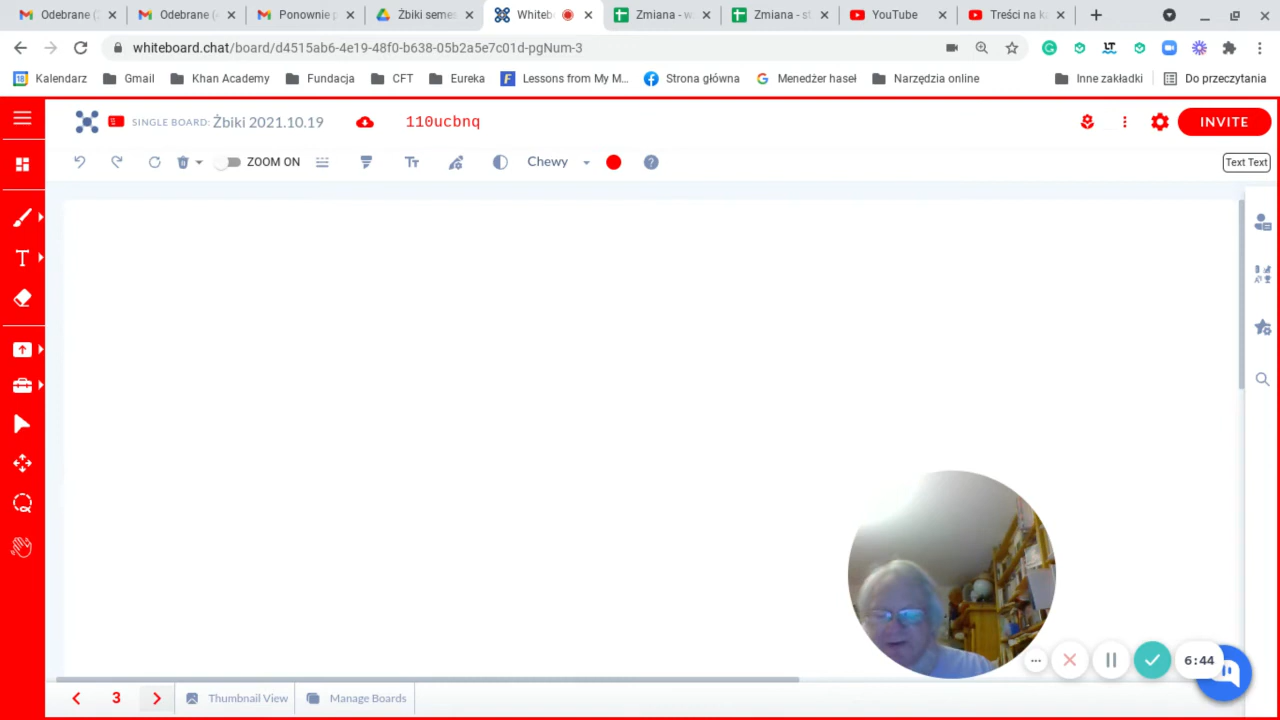 Odebrane (
Odebrane (
Ponownie p
Żbiki semes
Whiteb
Zmiana - w
Zmiana - s
YouTube
Treści na ka
whiteboard.chat/board/d4515ab6-4e19-48f0-b638-05b2a5e7c01d-pgNum-3
Kalendarz
Gmail
Khan Academy
Fundacja
CFT
Eureka
Lessons from My M...
Strona główna
Menedżer haseł
Narzędzia online
Inne zakładki
Do przeczytania
SINGLE BOARD: Żbiki 2021.10.19
110ucbnq
INVITE
ZOOM ON
Chewy
Text Text
3
Thumbnail View
Manage Boards
6:44